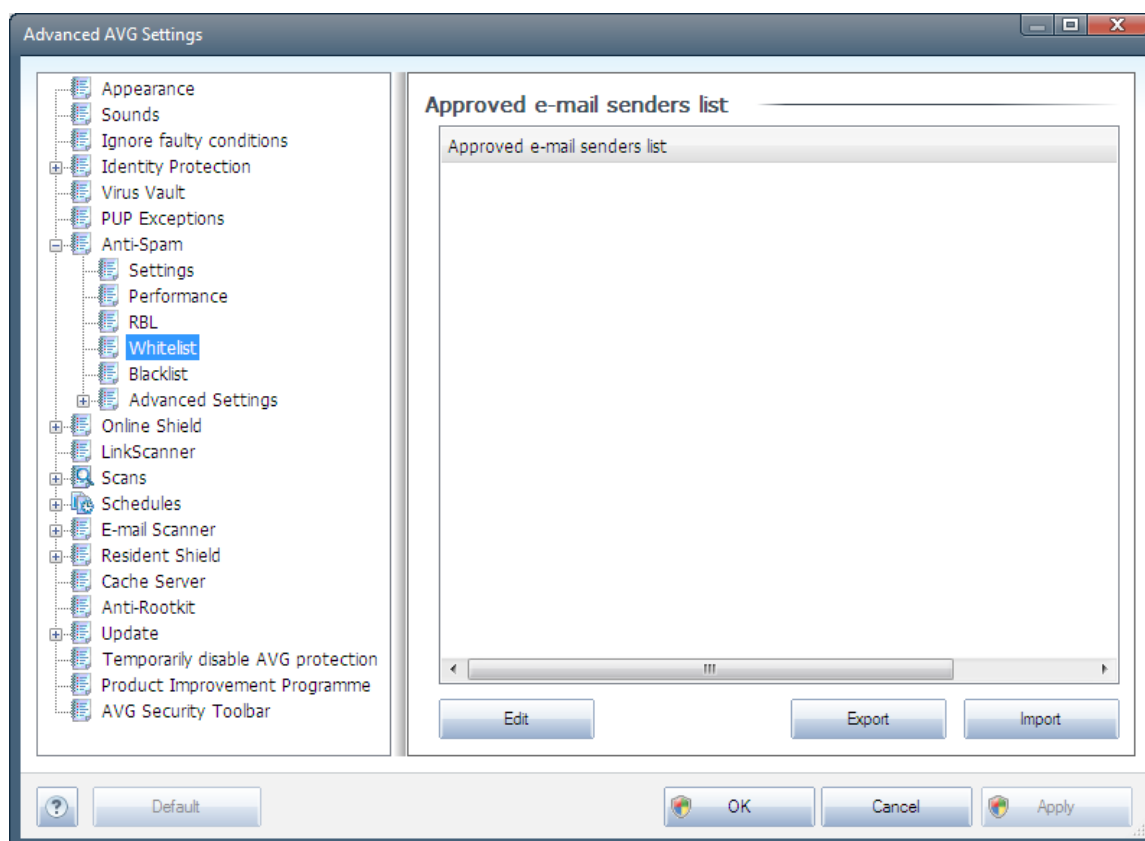 Advanced AVG Settings
Appearance
Sounds
Ignore faulty conditions
Identity Protection
Virus Vault
PUP Exceptions
Anti-Spam
Settings
Performance
RBL
Whitelist
Blacklist
Advanced Settings
Online Shield
LinkScanner
Scans
Schedules
E-mail Scanner
Resident Shield
Cache Server
Anti-Rootkit
Update
Temporarily disable AVG protection
Product Improvement Programme
AVG Security Toolbar
Approved e-mail senders list
Approved e-mail senders list
Edit
Export
Import
?
Default
OK
Cancel
Apply